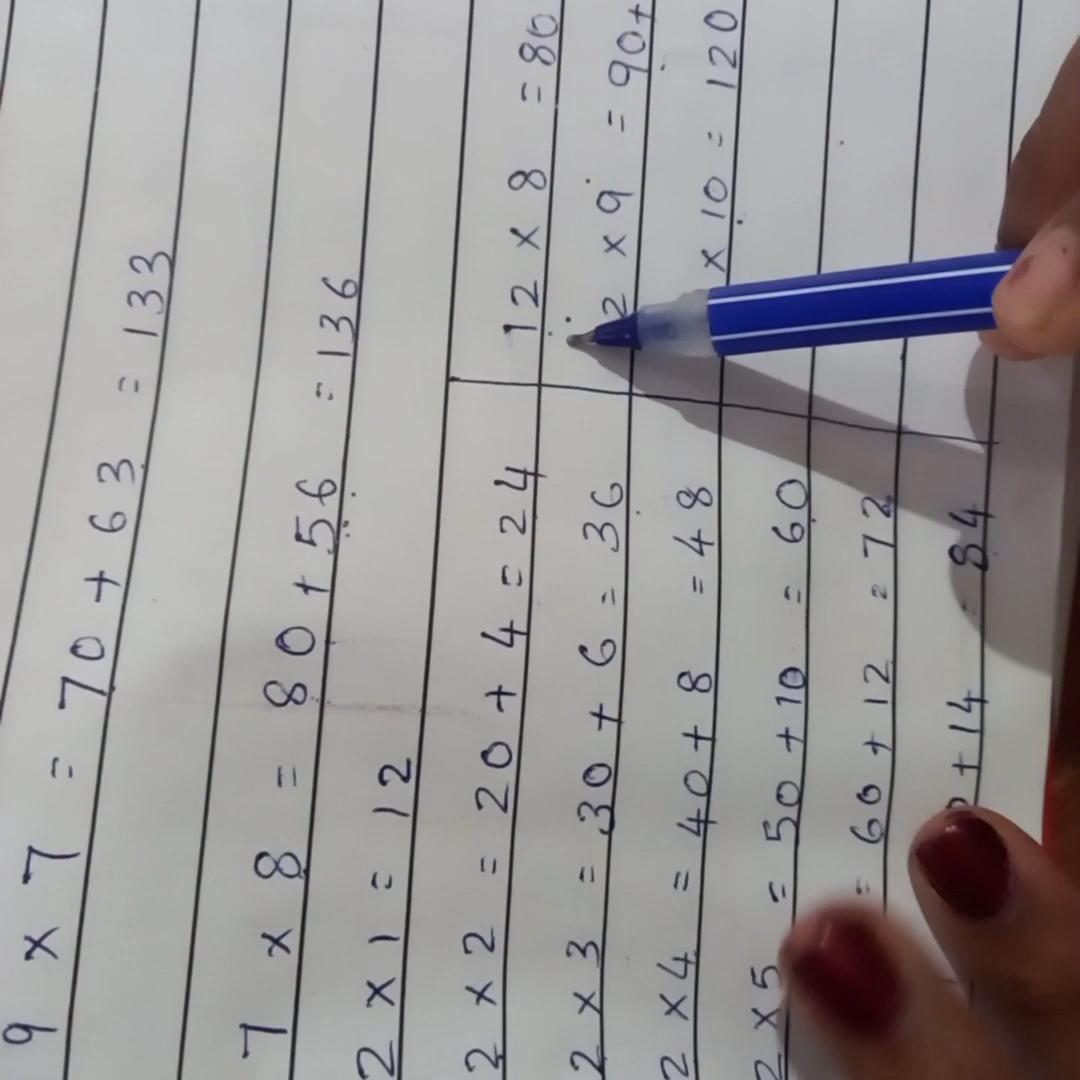 9 × 7 = 70 + 63 = 133
7 × 8 = 80 + 56 = 136
2 × 1 = 12
2 × 2 = 20 + 4 = 24
2 × 3 = 30 + 6 = 36
2 × 4 = 40 + 8 = 48
2 × 5 = 50 + 10 = 60
= 60 + 12 = 72
+ 14 = 84
12 × 8 = 80
2 × 9 = 90+
× 10 = 120